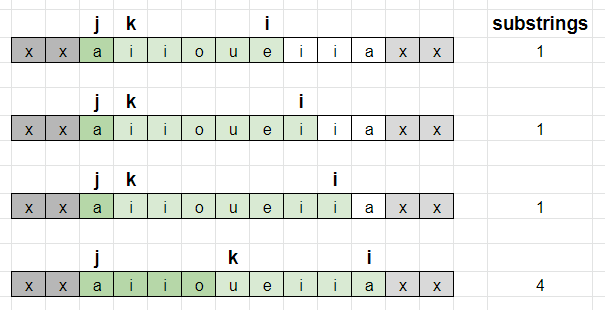 j k i substrings
x x a i i o u e i i a x x 1
j k i
x x a i i o u e i i a x x 1
j k i
x x a i i o u e i i a x x 1
j k i
x x a i i o u e i i a x x 4